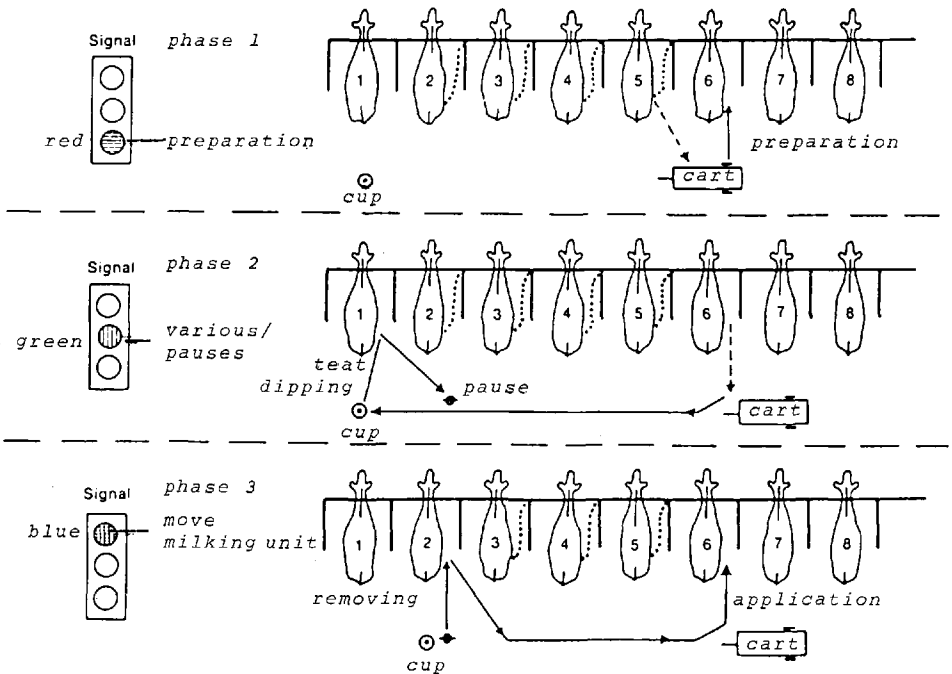 Signal
phase 1
1 2 3 4 5 6 7 8
red
preparation
preparation
cart
cup
Signal
phase 2
1 2 3 4 5 6 7 8
green
various/
pauses
teat
dipping
pause
cup
cart
Signal
phase 3
1 2 3 4 5 6 7 8
blue
move
milking unit
removing
application
cup
cart